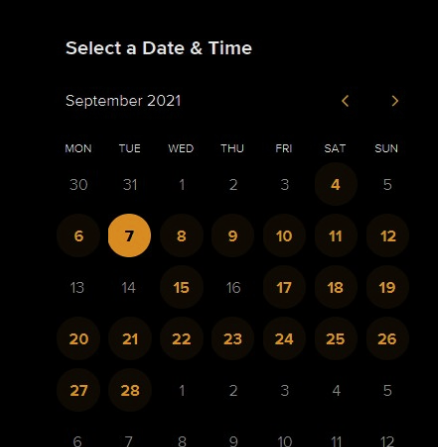 Select a Date & Time
September 2021
MON TUE WED THU FRI SAT SUN
30 31 1 2 3 4 5
6 7 8 9 10 11 12
13 14 15 16 17 18 19
20 21 22 23 24 25 26
27 28 1 2 3 4 5
6 7 8 9 10 11 12